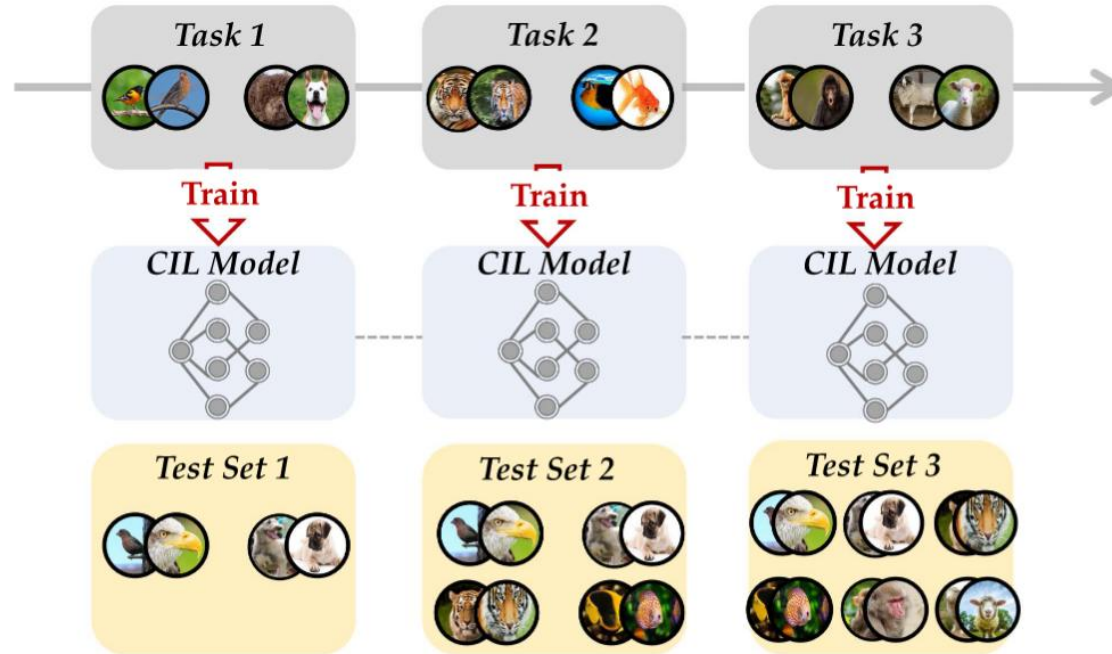 Task 1
Task 2
Task 3
Train
Train
Train
CIL Model
CIL Model
CIL Model
Test Set 1
Test Set 2
Test Set 3